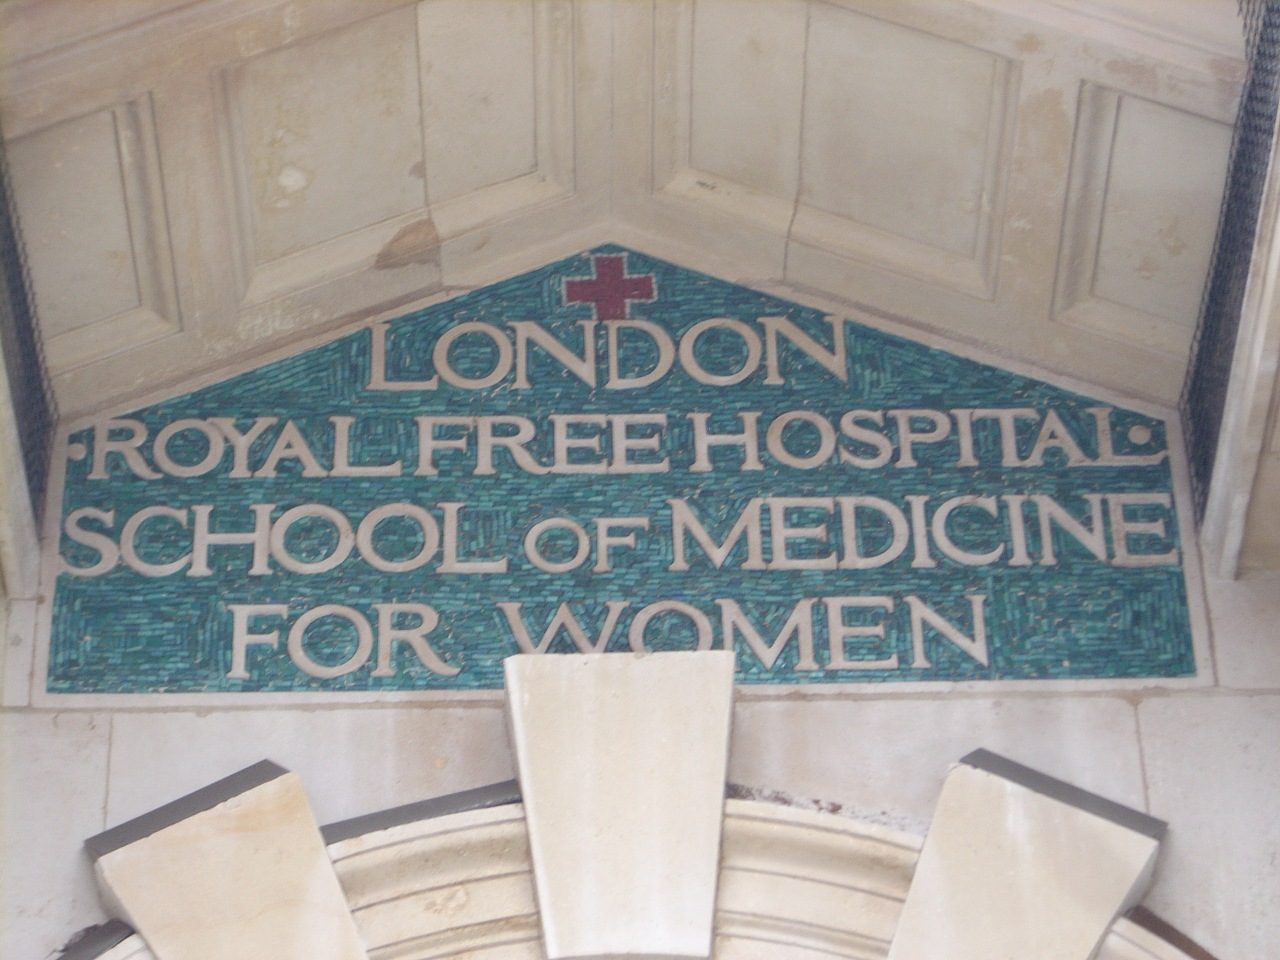 LONDON
·ROYAL FREE HOSPITAL·
SCHOOL OF MEDICINE
FOR WOMEN